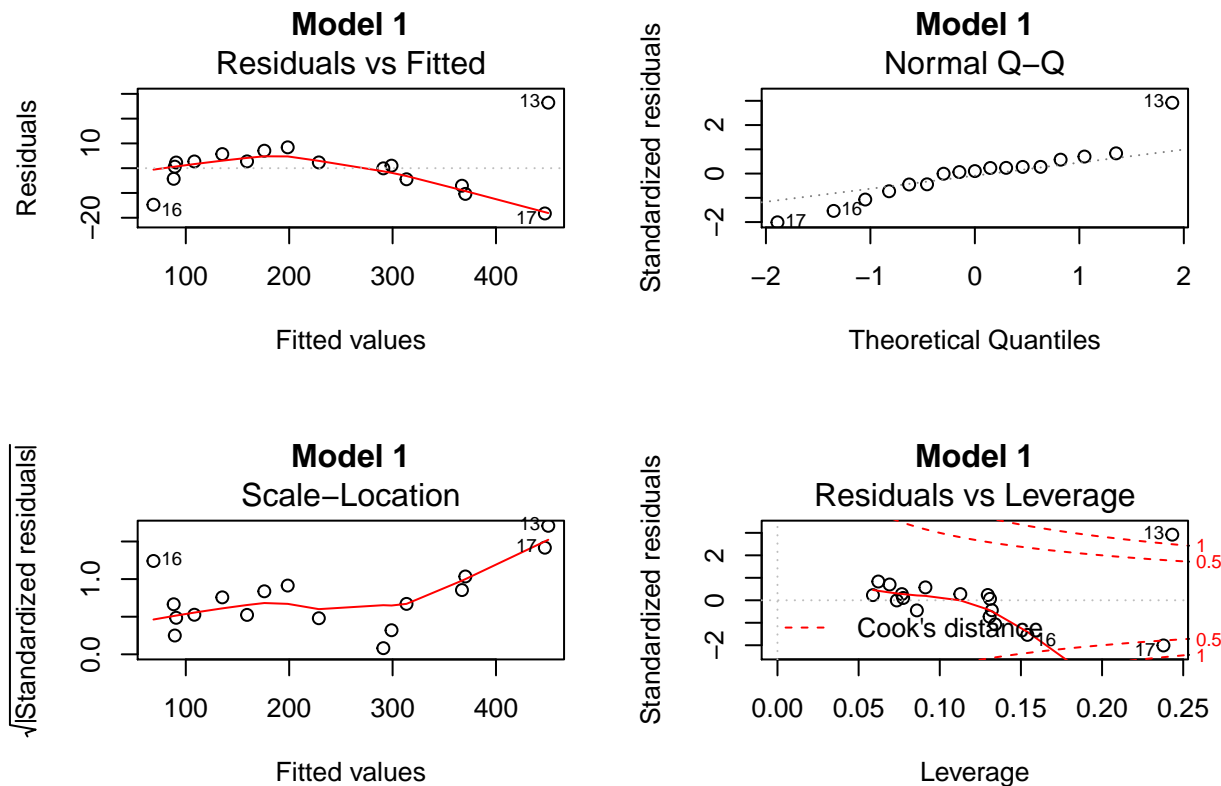 Model 1
Residuals vs Fitted
Residuals
10
−20
13
16
17
100 200 300 400
Fitted values
Model 1
Normal Q−Q
Standardized residuals
2
0
−2
13
17
16
−2 −1 0 1 2
Theoretical Quantiles
Model 1
Scale−Location
√|Standardized residuals|
1.0
0.0
13
17
16
100 200 300 400
Fitted values
Model 1
Residuals vs Leverage
Standardized residuals
2
0
−2
13
1
0.5
Cook's distance
16
17
0.5
1
0.00 0.05 0.10 0.15 0.20 0.25
Leverage